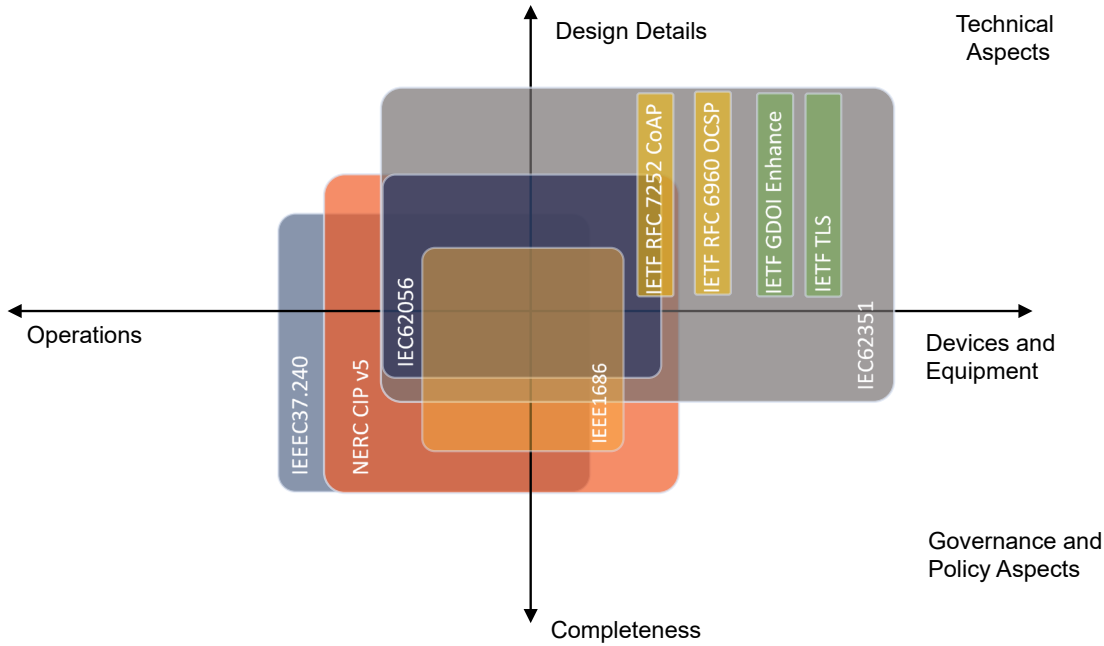 Design Details
Technical
Aspects
IETF RFC 7252 CoAP
IETF RFC 6960 OCSP
IETF GDOI Enhance
IETF TLS
IEC62056
IEC62351
Operations
Devices and
Equipment
IEEEC37.240
NERC CIP v5
IEEE1686
Governance and
Policy Aspects
Completeness